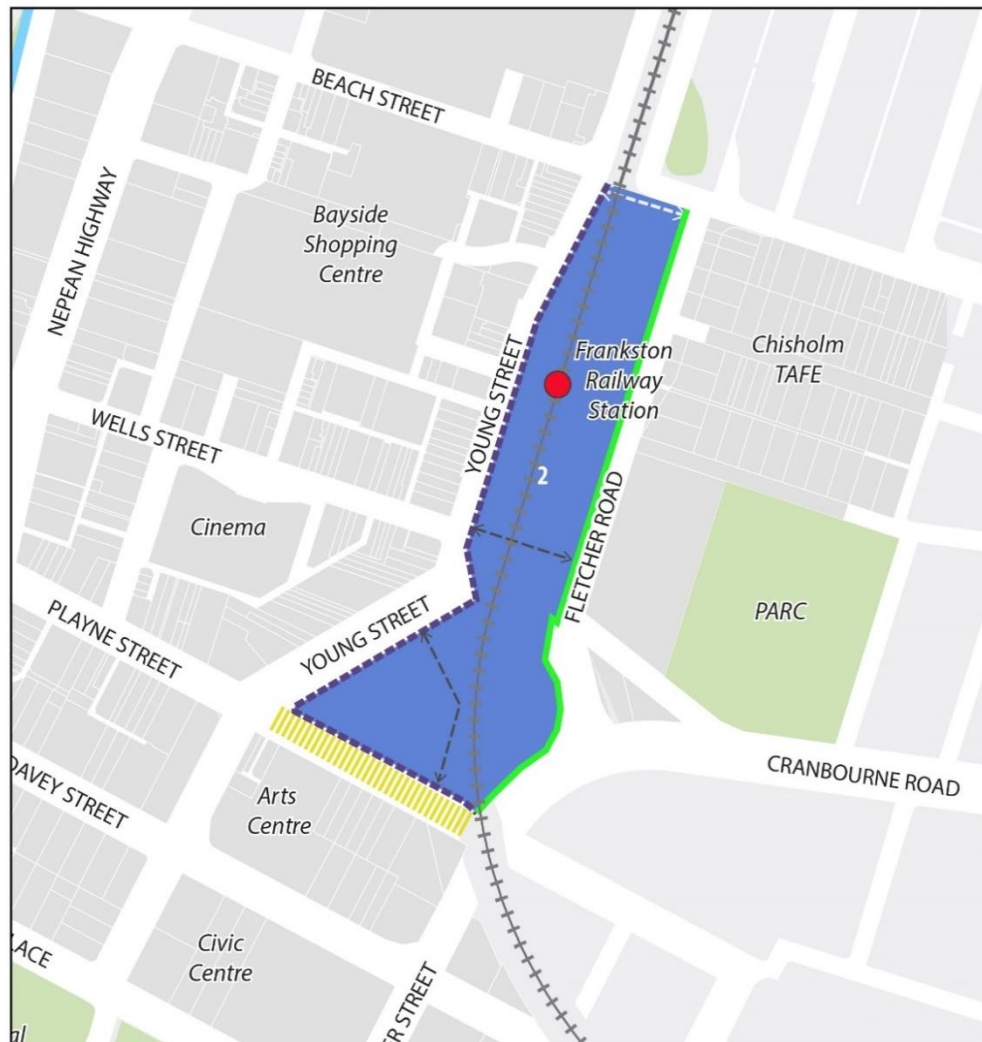 BEACH STREET
NEPEAN HIGHWAY
Bayside
Shopping
Centre
Frankston
Railway
Station
Chisholm
TAFE
YOUNG STREET
WELLS STREET
2
Cinema
FLETCHER ROAD
PARC
PLAYNE STREET
YOUNG STREET
CRANBOURNE ROAD
DAVEY STREET
Arts
Centre
Civic
Centre
LACE
ER STREET
al